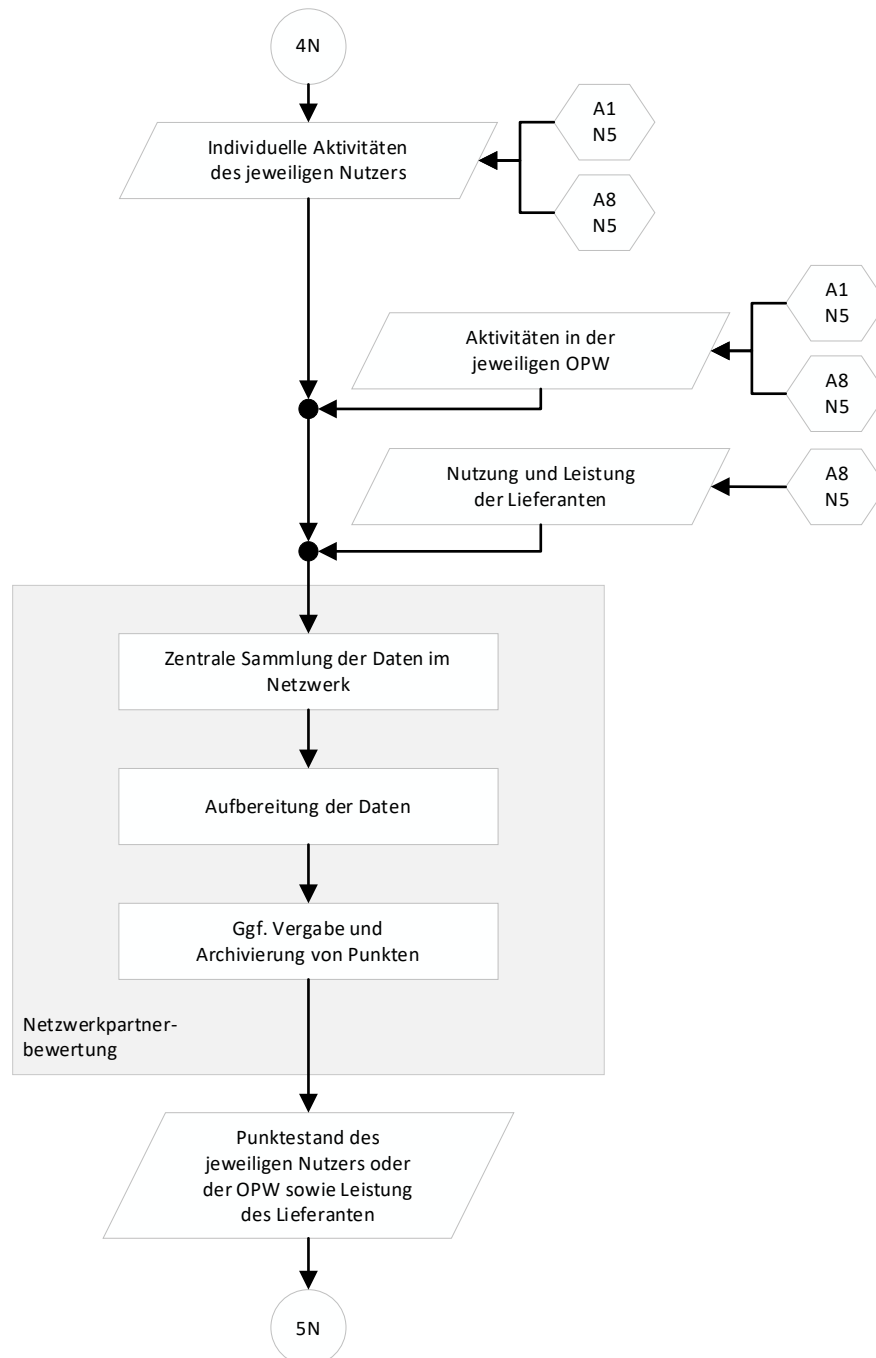 4N
A1
N5
Individuelle Aktivitäten
des jeweiligen Nutzers
A8
N5
A1
N5
Aktivitäten in der
jeweiligen OPW
A8
N5
Nutzung und Leistung
der Lieferanten
A8
N5
Zentrale Sammlung der Daten im
Netzwerk
Aufbereitung der Daten
Ggf. Vergabe und
Archivierung von Punkten
Netzwerkpartner-
bewertung
Punktestand des
jeweiligen Nutzers oder
der OPW sowie Leistung
des Lieferanten
5N